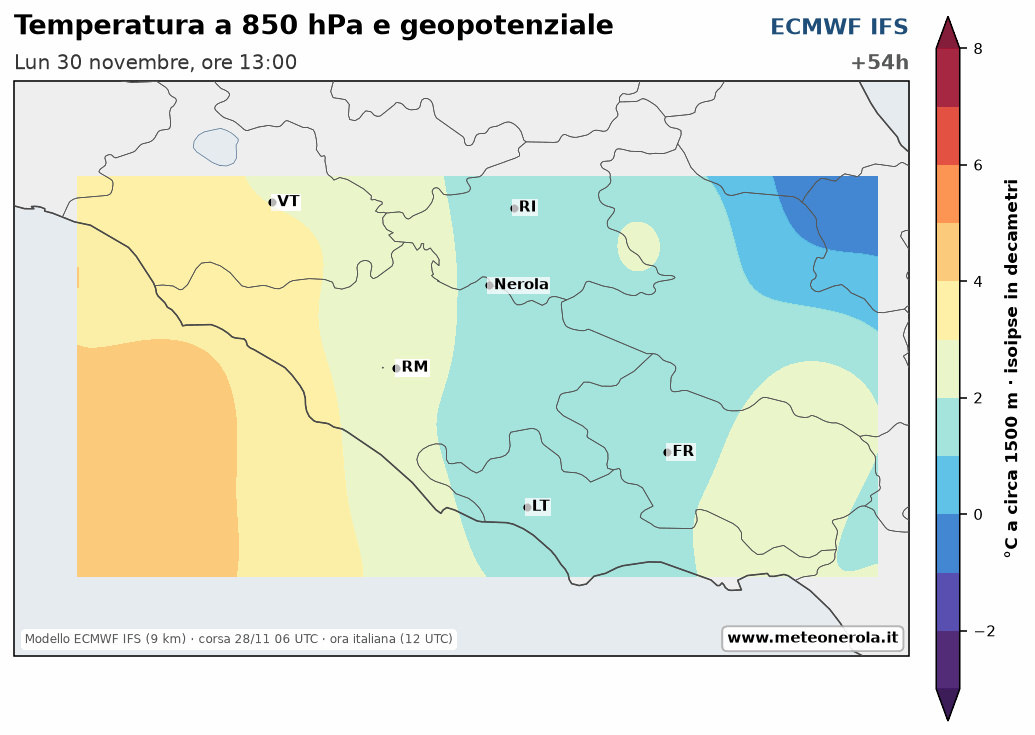 Temperatura a 850 hPa e geopotenziale
ECMWF IFS
Lun 30 novembre, ore 13:00
+54h
VT
RI
Nerola
RM
FR
LT
8
6
4
2
0
−2
°C a circa 1500 m · isoipse in decametri
Modello ECMWF IFS (9 km) · corsa 28/11 06 UTC · ora italiana (12 UTC)
www.meteonerola.it